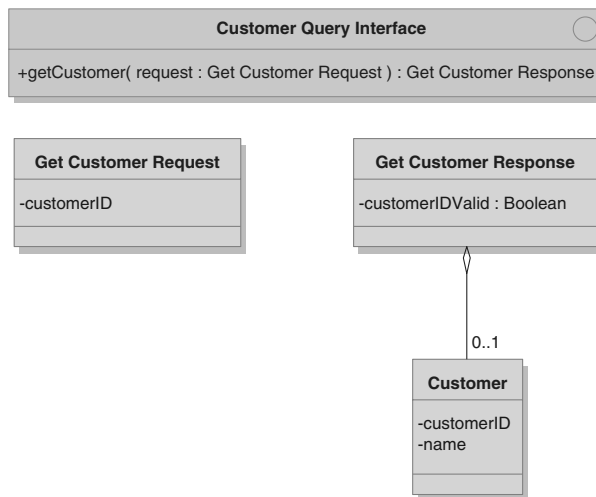 Customer Query Interface
+getCustomer( request : Get Customer Request ) : Get Customer Response
Get Customer Request
-customerID
Get Customer Response
-customerIDValid : Boolean
0..1
Customer
-customerID
-name